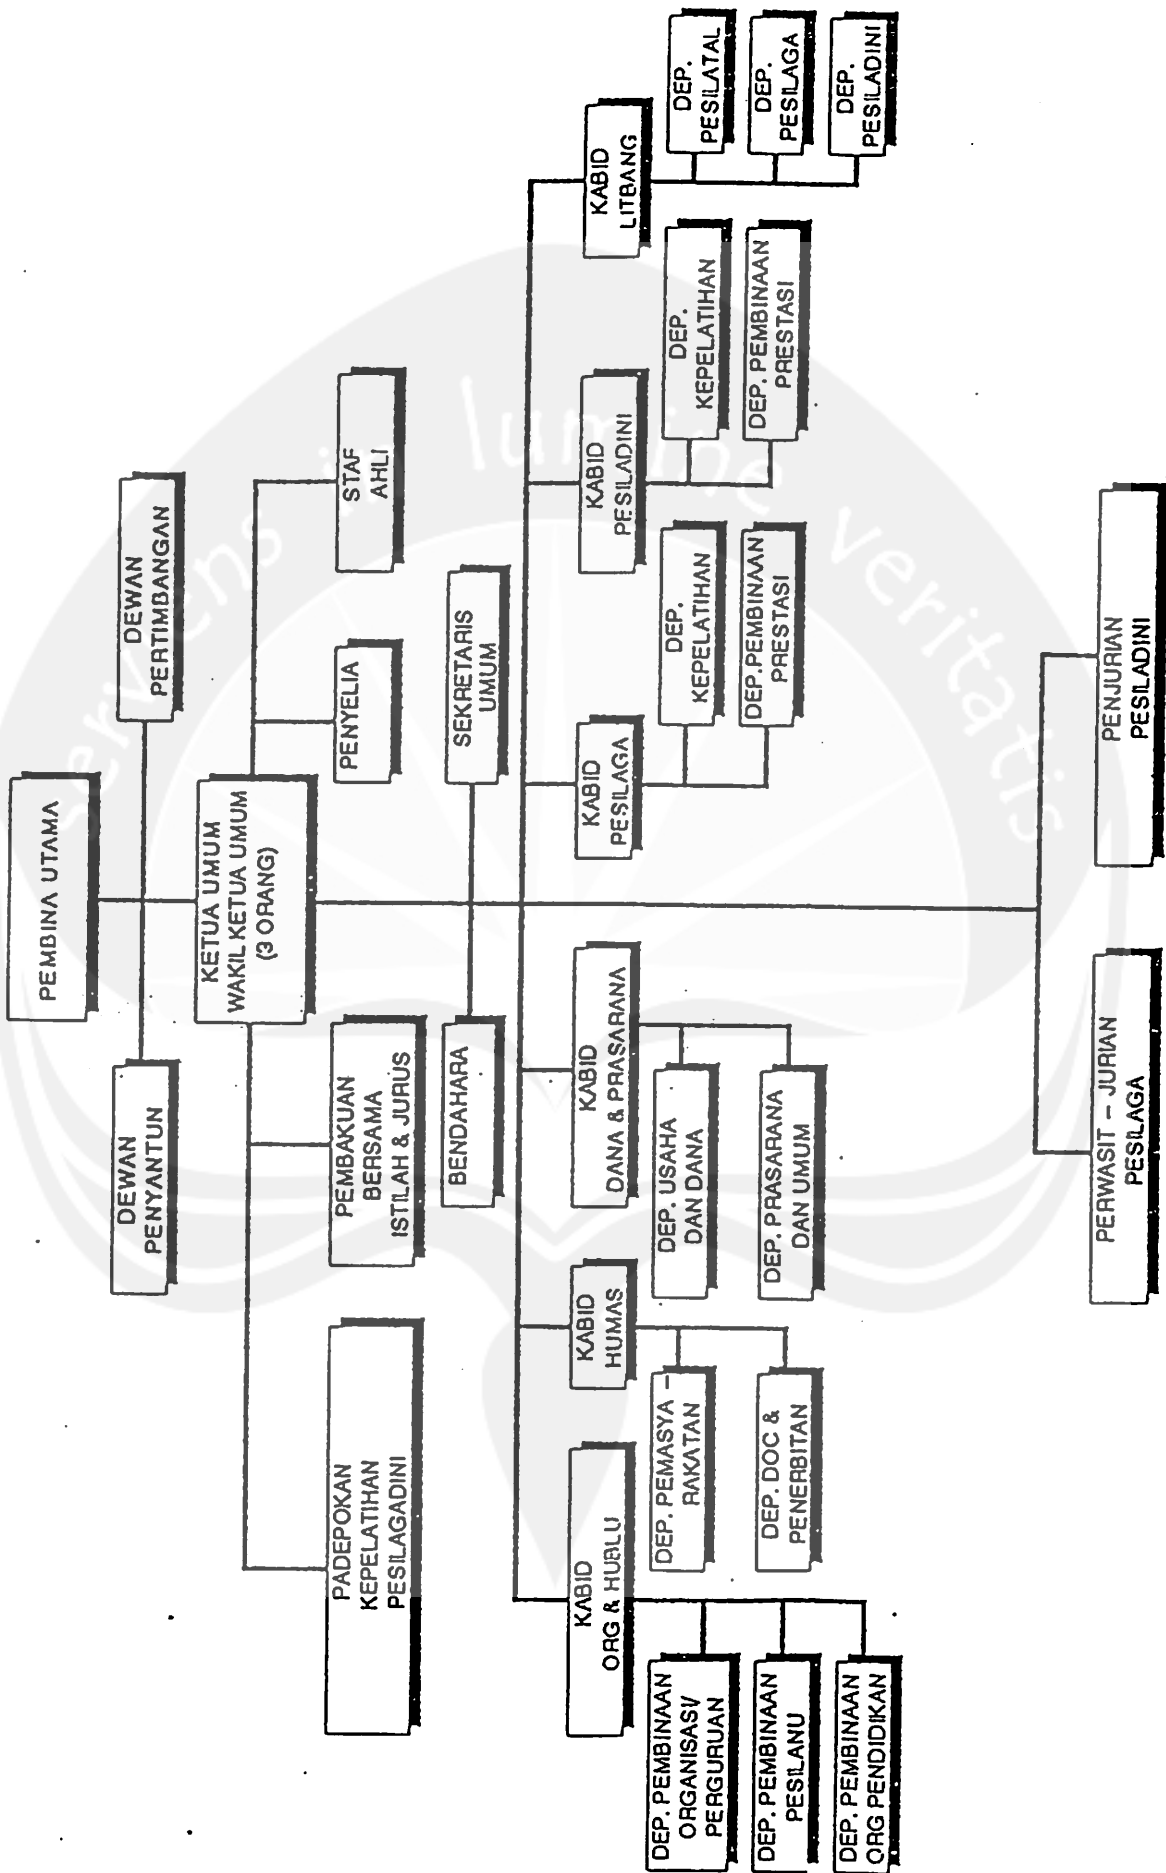 PEMBINA UTAMA
DEWAN
PENYANTUN
DEWAN
PERTIMBANGAN
KETUA UMUM
WAKIL KETUA UMUM
(3 ORANG)
PADEPOKAN
KEPELATIHAN
PESILAGADINI
PEMBAKUAN
BERSAMA
ISTILAH & JURUS
PENYELIA
STAF
AHLI
BENDAHARA
SEKRETARIS
UMUM
KABID
ORG & HUBLU
KABID
HUMAS
KABID
DANA & PRASARANA
KABID
PESILAGA
KABID
PESILADINI
KABID
LITBANG
DEP. PEMBINAAN
ORGANISASI/
PERGURUAN
DEP. PEMBINAAN
PESILANU
DEP. PEMBINAAN
ORG PENDIDIKAN
DEP. PEMASYA –
RAKATAN
DEP. DOC &
PENERBITAN
DEP. USAHA
DAN DANA
DEP. PRASARANA
DAN UMUM
DEP.
KEPELATIHAN
DEP.PEMBINAAN
PRESTASI
DEP.
KEPELATIHAN
DEP. PEMBINAAN
PRESTASI
DEP.
PESILATAL
DEP.
PESILAGA
DEP.
PESILADINI
PERWASIT – JURIAN
PESILAGA
PENJURIAN
PESILADINI
serviens in lumine veritatis